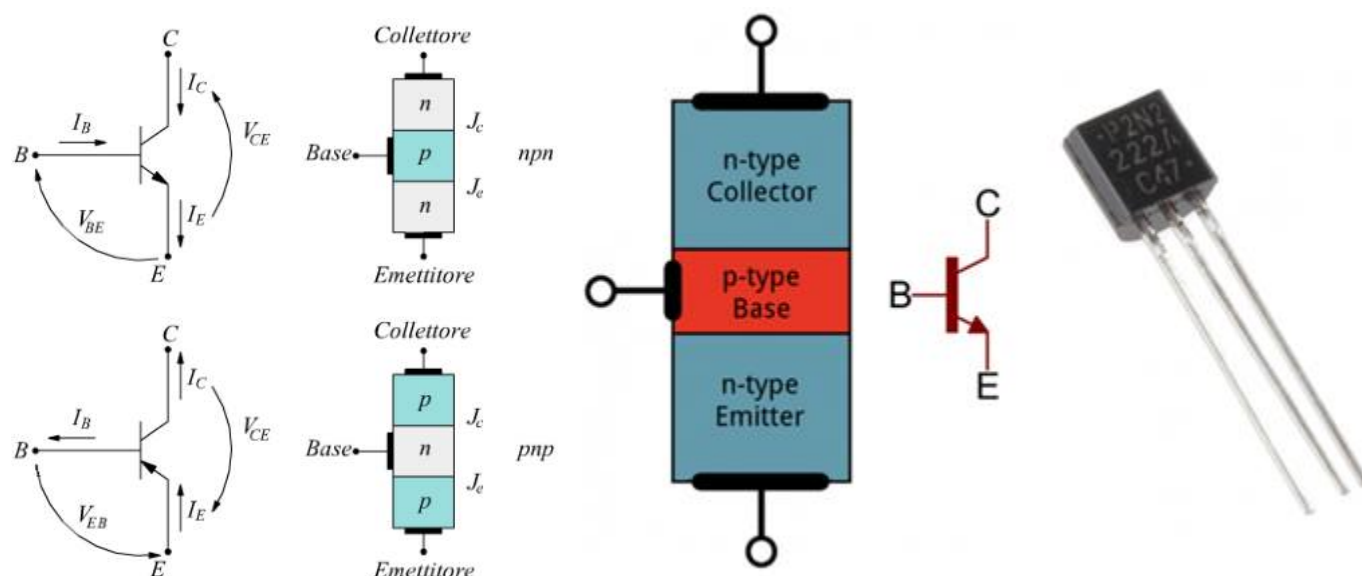 C
I_C
I_B
B
V_CE
I_E
V_BE
E
Collettore
n
J_c
Base
p
npn
J_e
n
Emettitore
C
I_C
I_B
V_CE
B
I_E
V_EB
E
Collettore
p
J_c
Base
n
pnp
J_e
p
Emettitore
n-type
Collector
p-type
Base
n-type
Emitter
C
B
E
P2N2
222A
C47